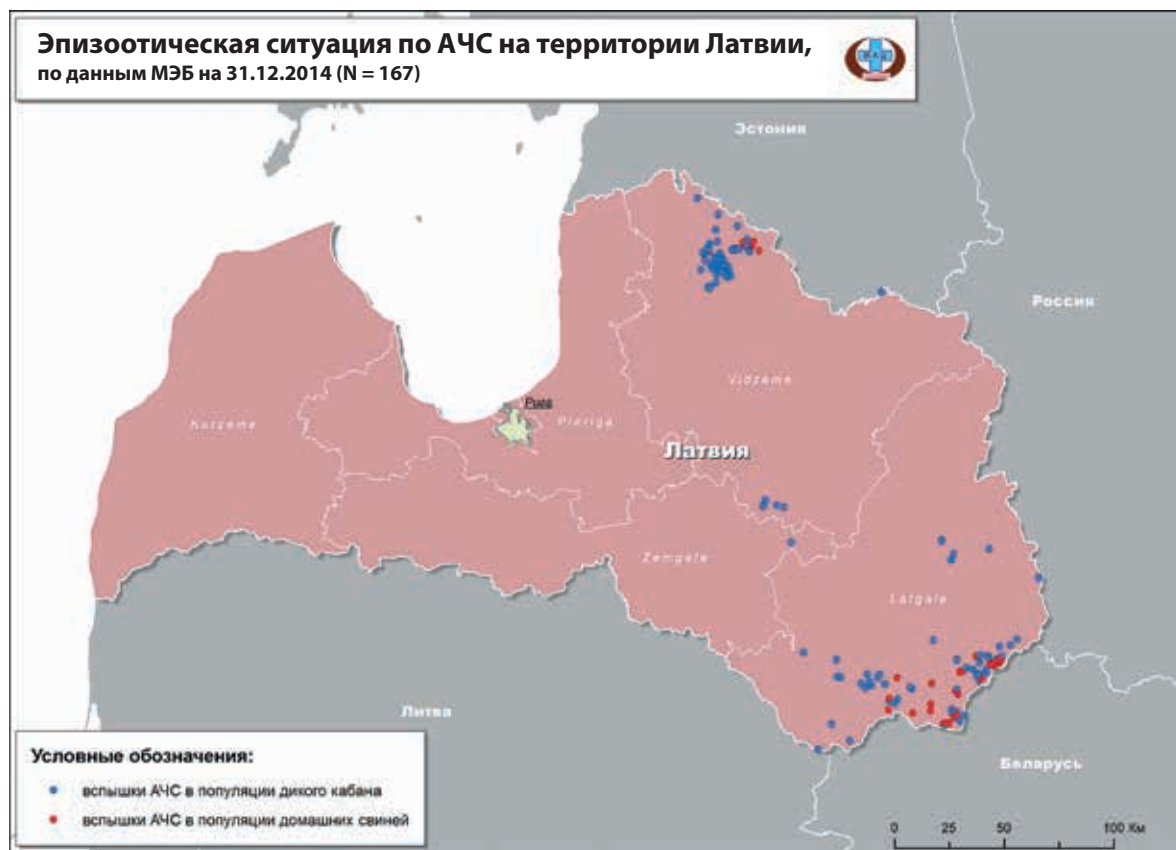 Эпизоотическая ситуация по АЧС на территории Латвии,
по данным МЭБ на 31.12.2014 (N = 167)
Эстония
Россия
Vidzeme
Рига
Pieriga
Kurzeme
Латвия
Zemgale
Latgale
Литва
Беларусь
Условные обозначения:
вспышки АЧС в популяции дикого кабана
вспышки АЧС в популяции домашних свиней
0 25 50 100 Км